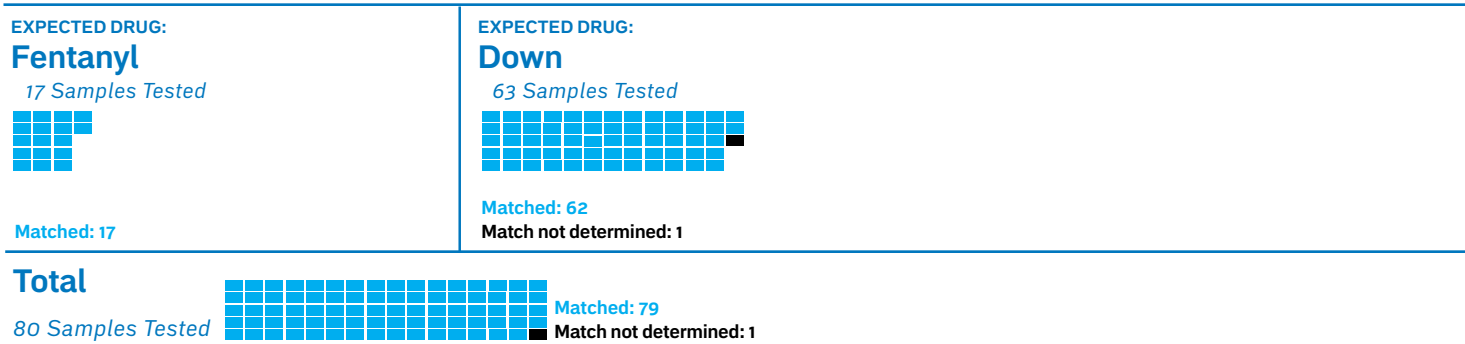 EXPECTED DRUG:
Fentanyl
17 Samples Tested
Matched: 17
EXPECTED DRUG:
Down
63 Samples Tested
Matched: 62
Match not determined: 1
Total
80 Samples Tested
Matched: 79
Match not determined: 1